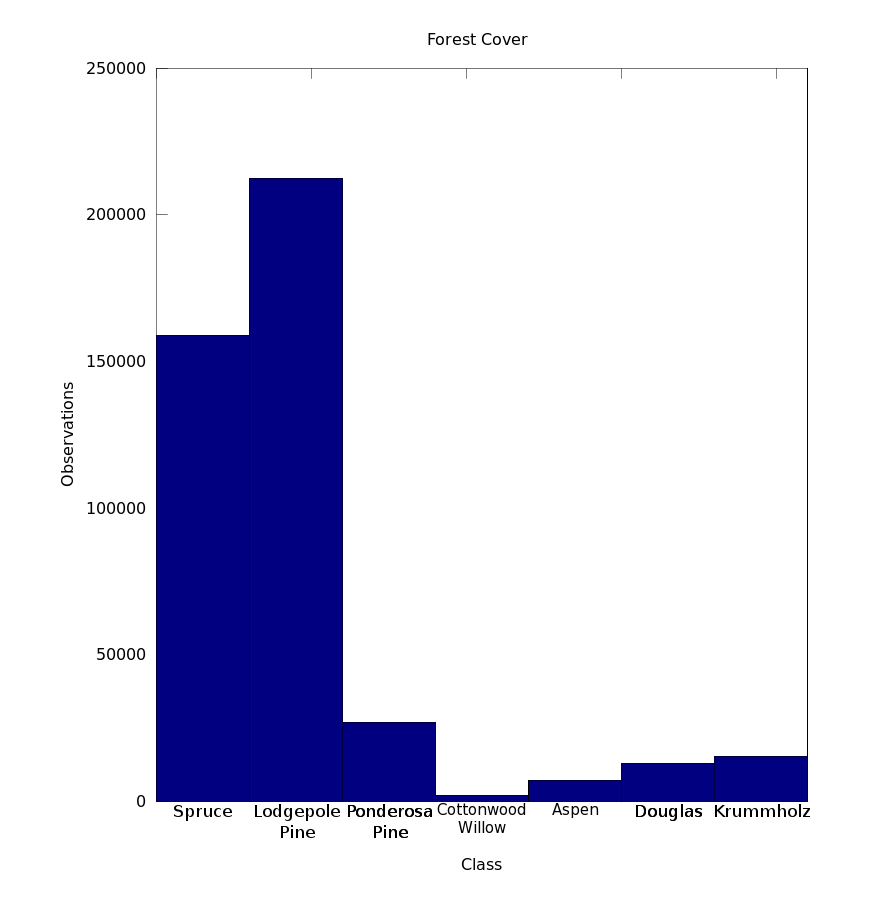 Forest Cover
250000
200000
150000
100000
50000
0
Observations
Spruce
Lodgepole
Pine
Ponderosa
Pine
Cottonwood
Willow
Aspen
Douglas
Krummholz
Class